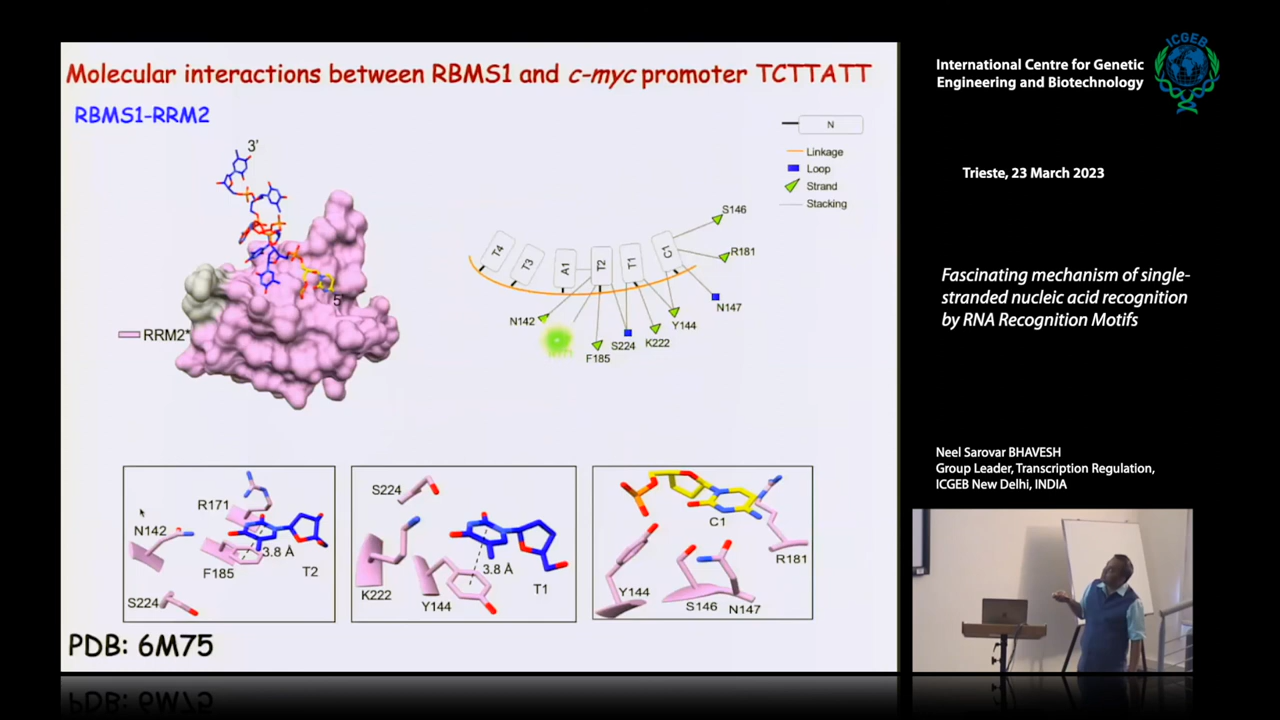 Molecular interactions between RBMS1 and c-myc promoter TCTTATT
RBMS1-RRM2
3'
5'
RRM2*
N
Linkage
Loop
Strand
Stacking
T4
T3
A1
T2
T1
C1
S146
R181
N147
Y144
K222
S224
F185
N142
R171
N142
F185
3.8 Å
T2
S224
S224
K222
Y144
3.8 Å
T1
C1
R181
Y144
S146
N147
PDB: 6M75
International Centre for Genetic
Engineering and Biotechnology
ICGEB
Trieste, 23 March 2023
Fascinating mechanism of single-
stranded nucleic acid recognition
by RNA Recognition Motifs
Neel Sarovar BHAVESH
Group Leader, Transcription Regulation,
ICGEB New Delhi, INDIA